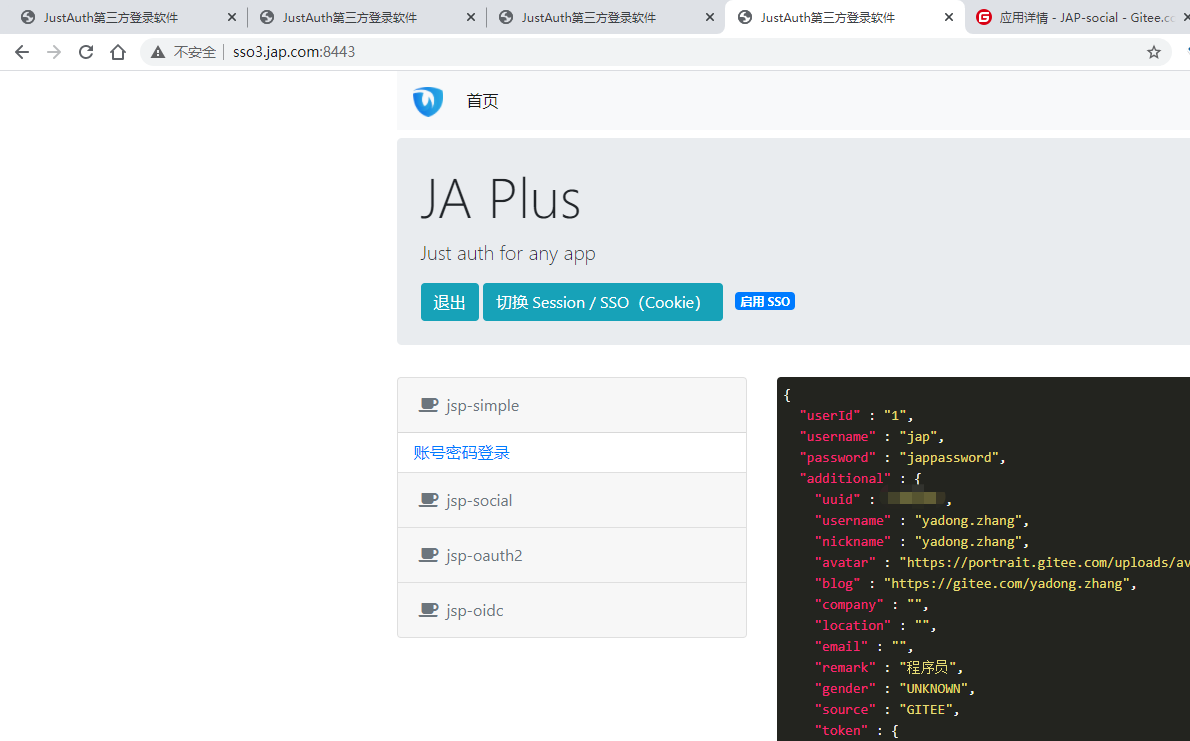 JustAuth第三方登录软件
JustAuth第三方登录软件
JustAuth第三方登录软件
JustAuth第三方登录软件
应用详情 - JAP-social - Gitee.c
不安全 sso3.jap.com:8443
首页
JA Plus
Just auth for any app
退出 切换 Session / SSO（Cookie） 启用 SSO
jsp-simple
账号密码登录
jsp-social
jsp-oauth2
jsp-oidc
{
"userId" : "1",
"username" : "jap",
"password" : "jappassword",
"additional" : {
"uuid" : ,
"username" : "yadong.zhang",
"nickname" : "yadong.zhang",
"avatar" : "https://portrait.gitee.com/uploads/av
"blog" : "https://gitee.com/yadong.zhang",
"company" : "",
"location" : "",
"email" : "",
"remark" : "程序员",
"gender" : "UNKNOWN",
"source" : "GITEE",
"token" : {